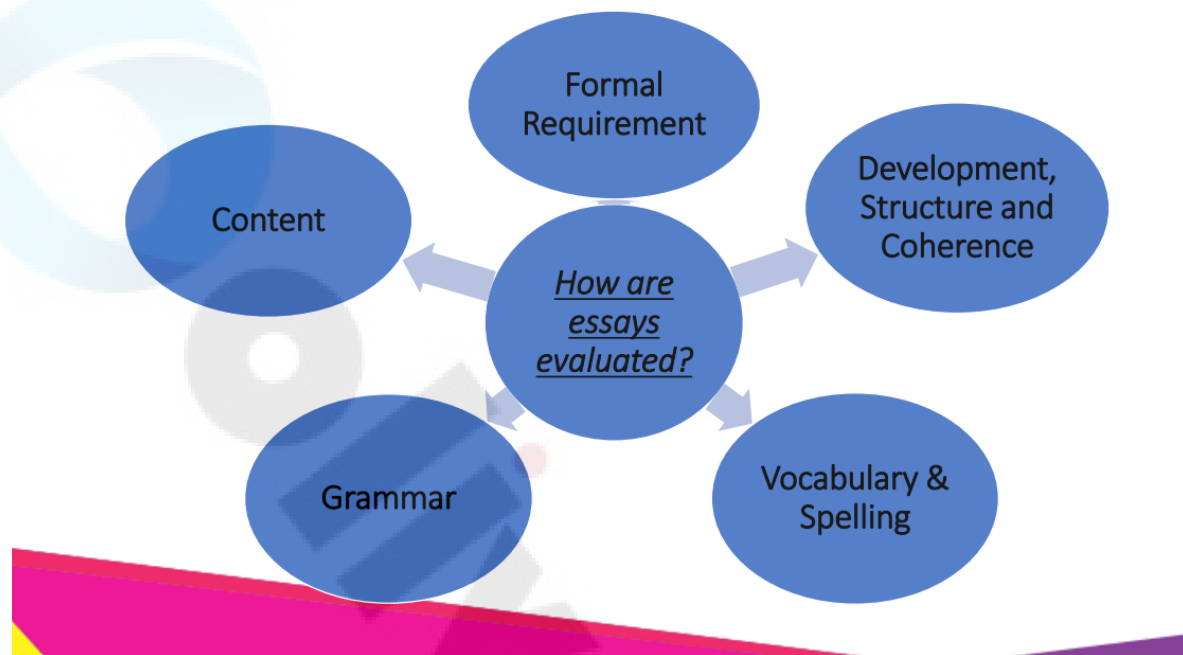 Formal
Requirement
Development,
Structure and
Coherence
Content
How are
essays
evaluated?
Grammar
Vocabulary &
Spelling